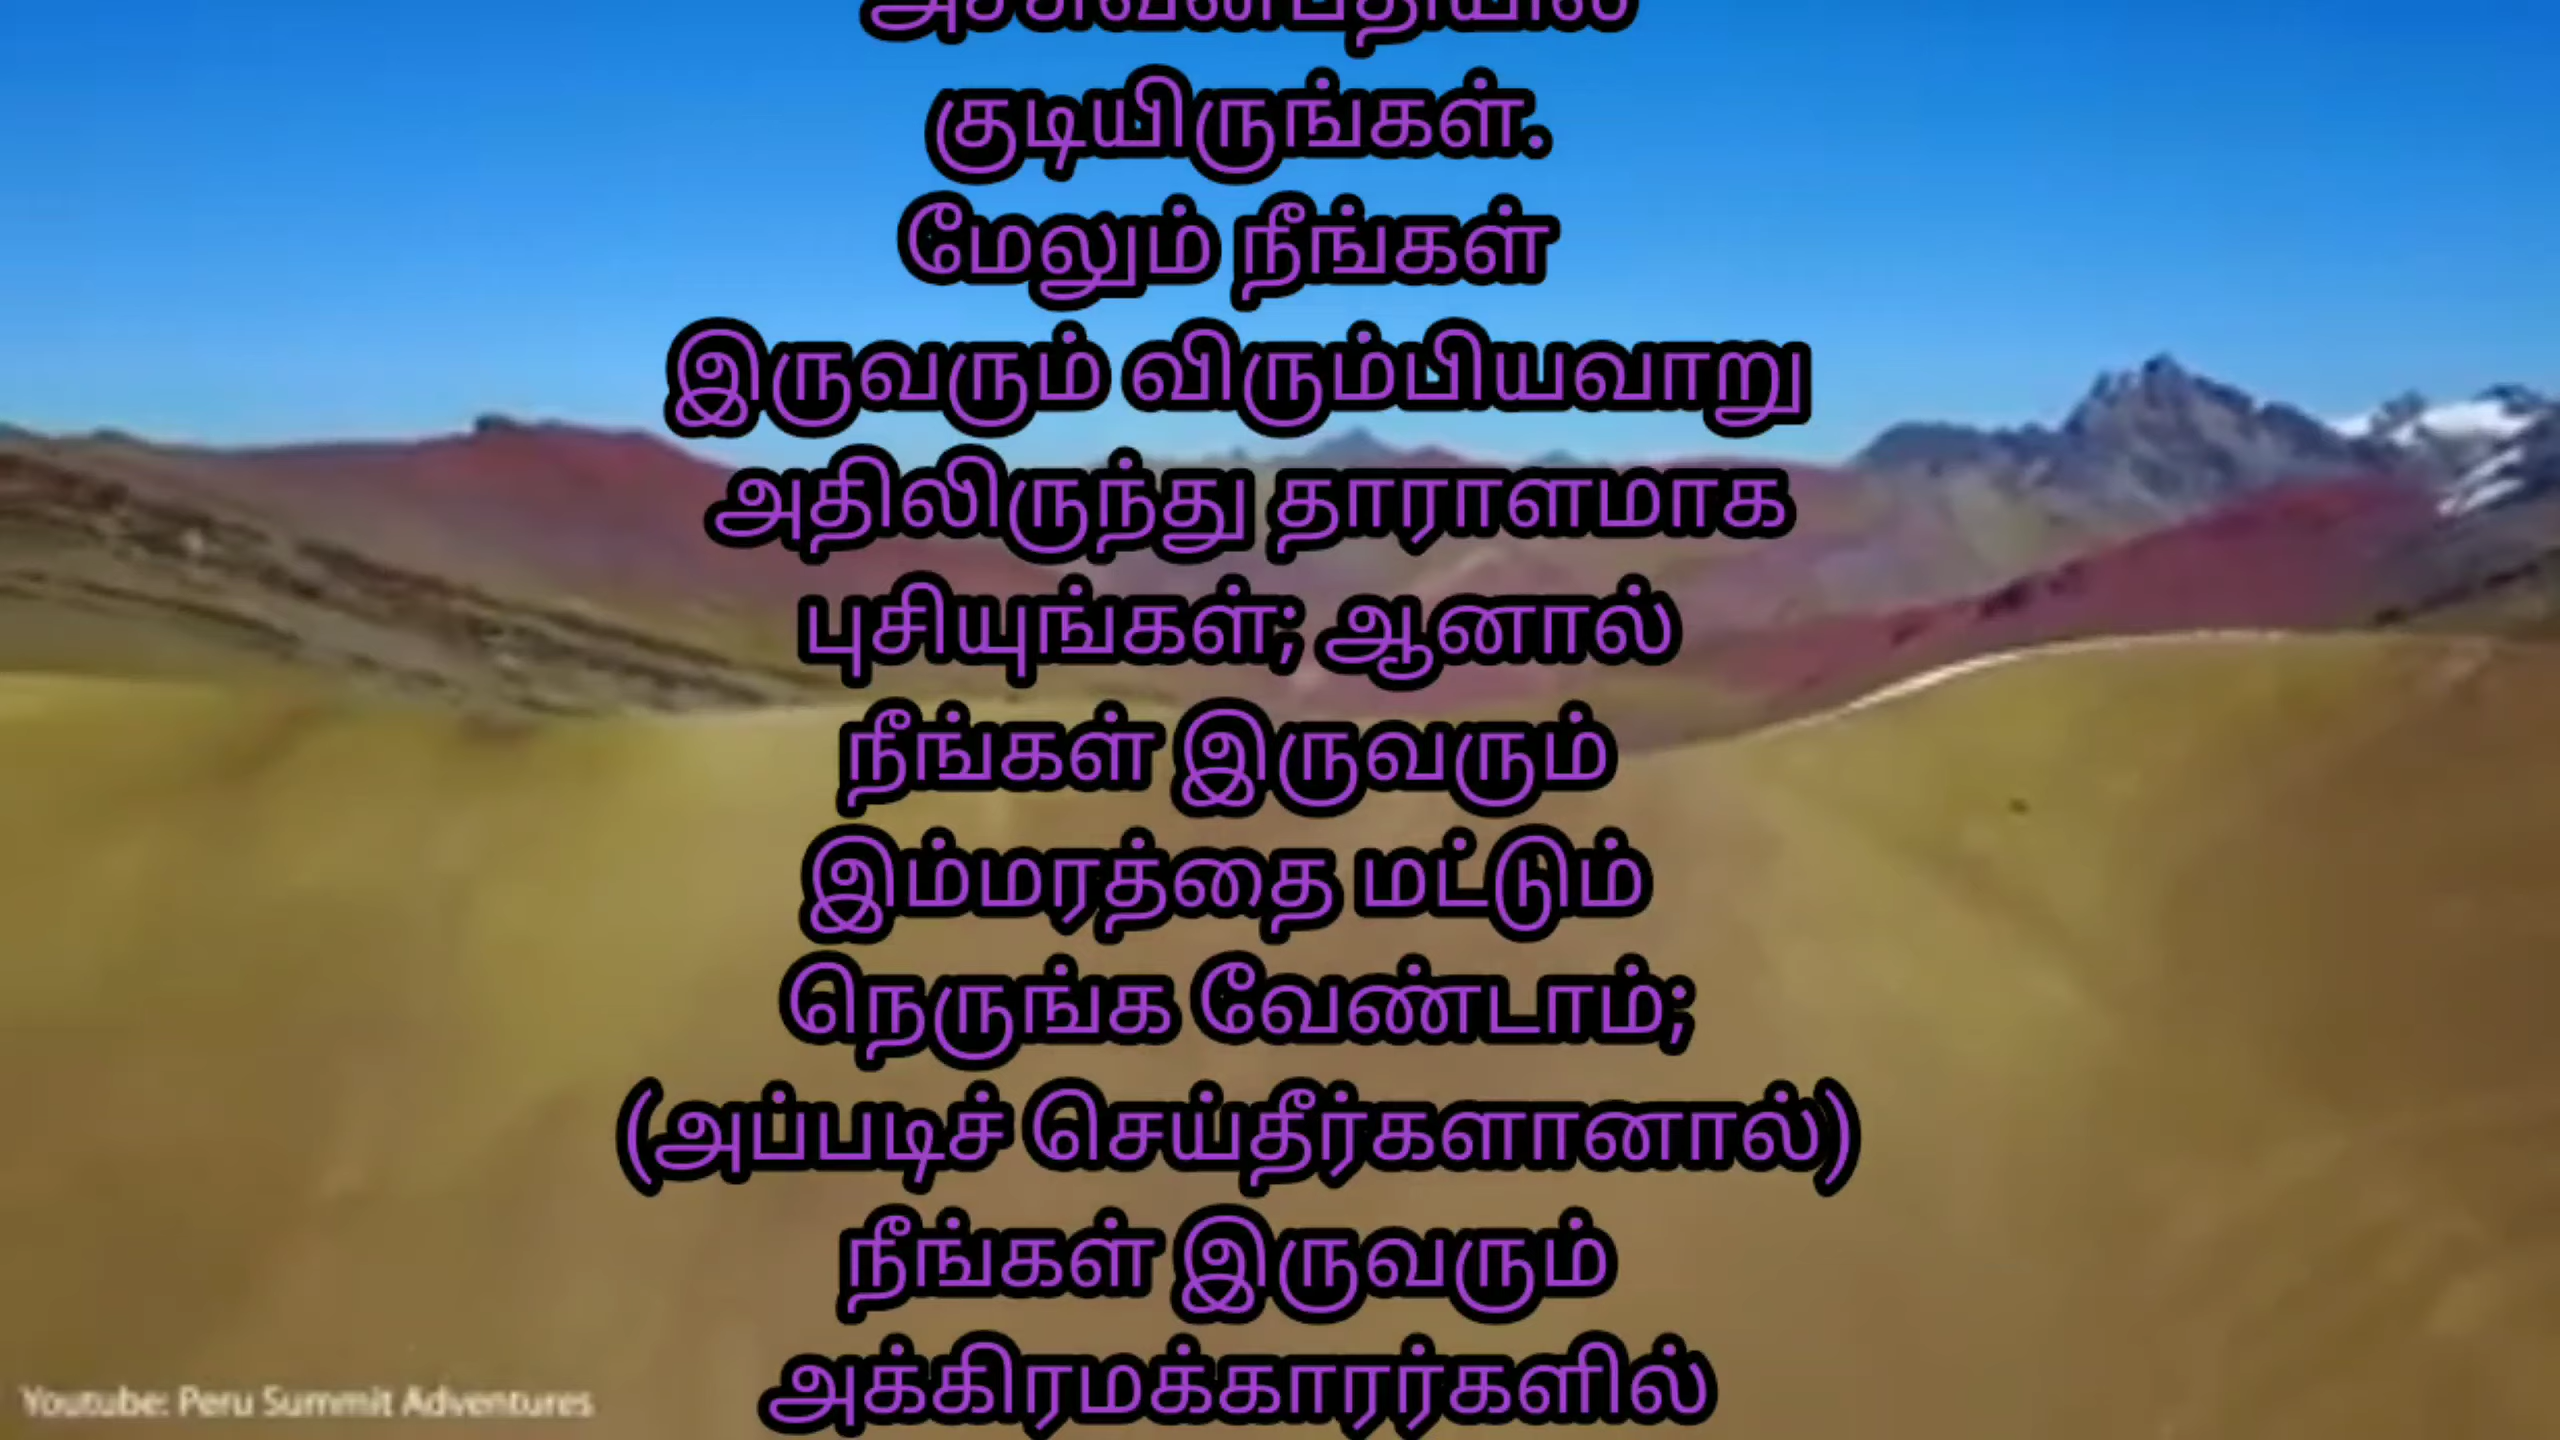 குடியிருங்கள்.
மேலும் நீங்கள்
இருவரும் விரும்பியவாறு
அதிலிருந்து தாராளமாக
புசியுங்கள்; ஆனால்
நீங்கள் இருவரும்
இம்மரத்தை மட்டும்
நெருங்க வேண்டாம்;
(அப்படிச் செய்தீர்களானால்)
நீங்கள் இருவரும்
அக்கிரமக்காரர்களில்
Youtube: Peru Summit Adventures